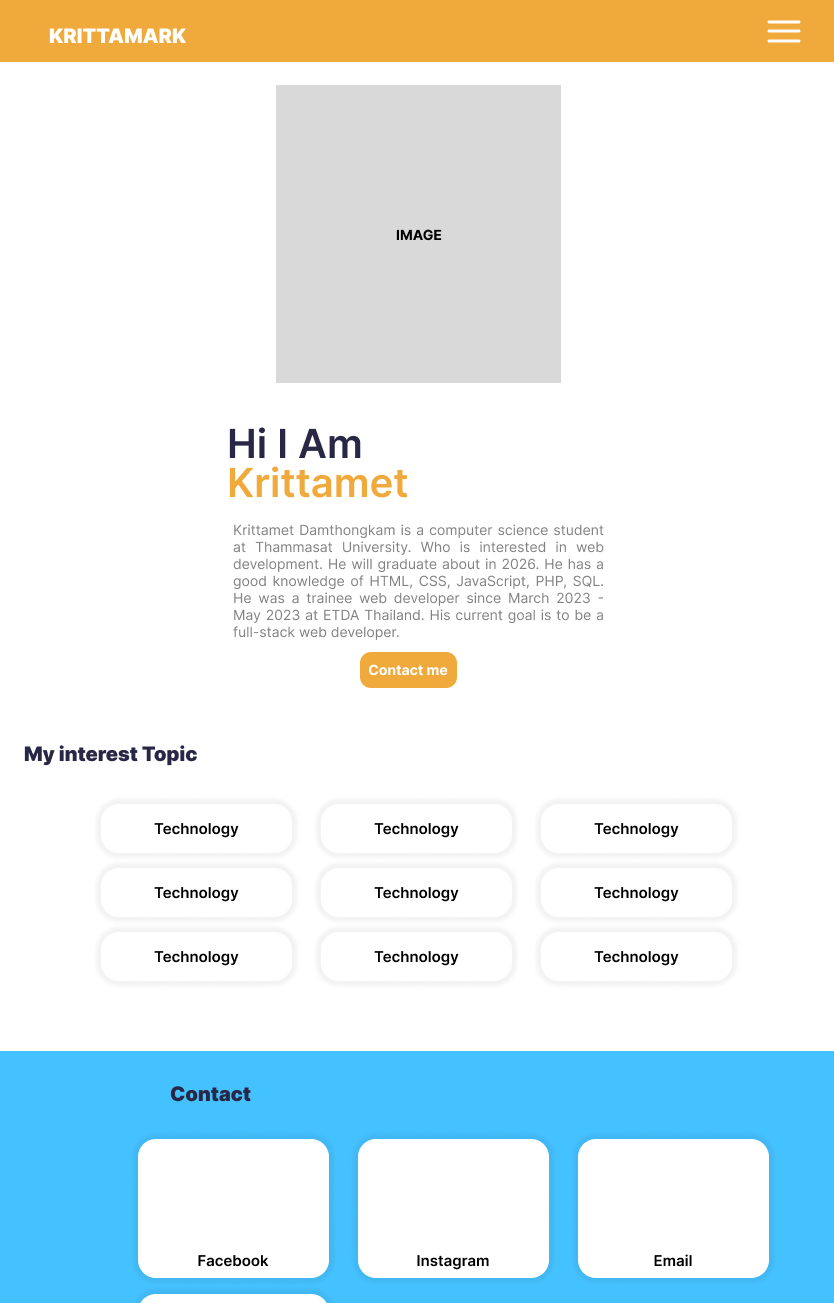 KRITTAMARK
IMAGE
Hi I Am
Krittamet
Krittamet Damthongkam is a computer science student
at Thammasat University. Who is interested in web
development. He will graduate about in 2026. He has a
good knowledge of HTML, CSS, JavaScript, PHP, SQL.
He was a trainee web developer since March 2023 -
May 2023 at ETDA Thailand. His current goal is to be a
full-stack web developer.
Contact me
My interest Topic
Technology Technology Technology
Technology Technology Technology
Technology Technology Technology
Contact
Facebook Instagram Email